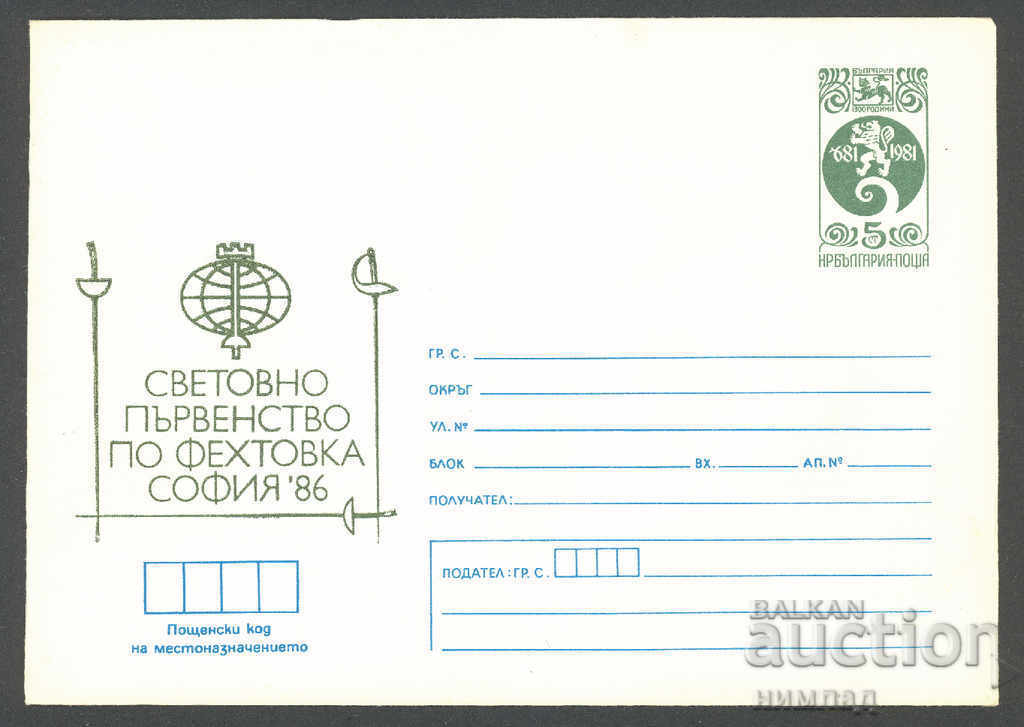 БЪЛГАРИЯ
1300 ГОДИНИ
681 1981
5
СТ
НРБЪЛГАРИЯ·ПОЩА
СВЕТОВНО
ПЪРВЕНСТВО
ПО ФЕХТОВКА
СОФИЯ '86
ГР. С.
ОКРЪГ
УЛ. №
БЛОК ВХ. АП. №
ПОЛУЧАТЕЛ:
ПОДАТЕЛ: ГР. С.
Пощенски код
на местоназначението
BALKAN
auction
нимпад